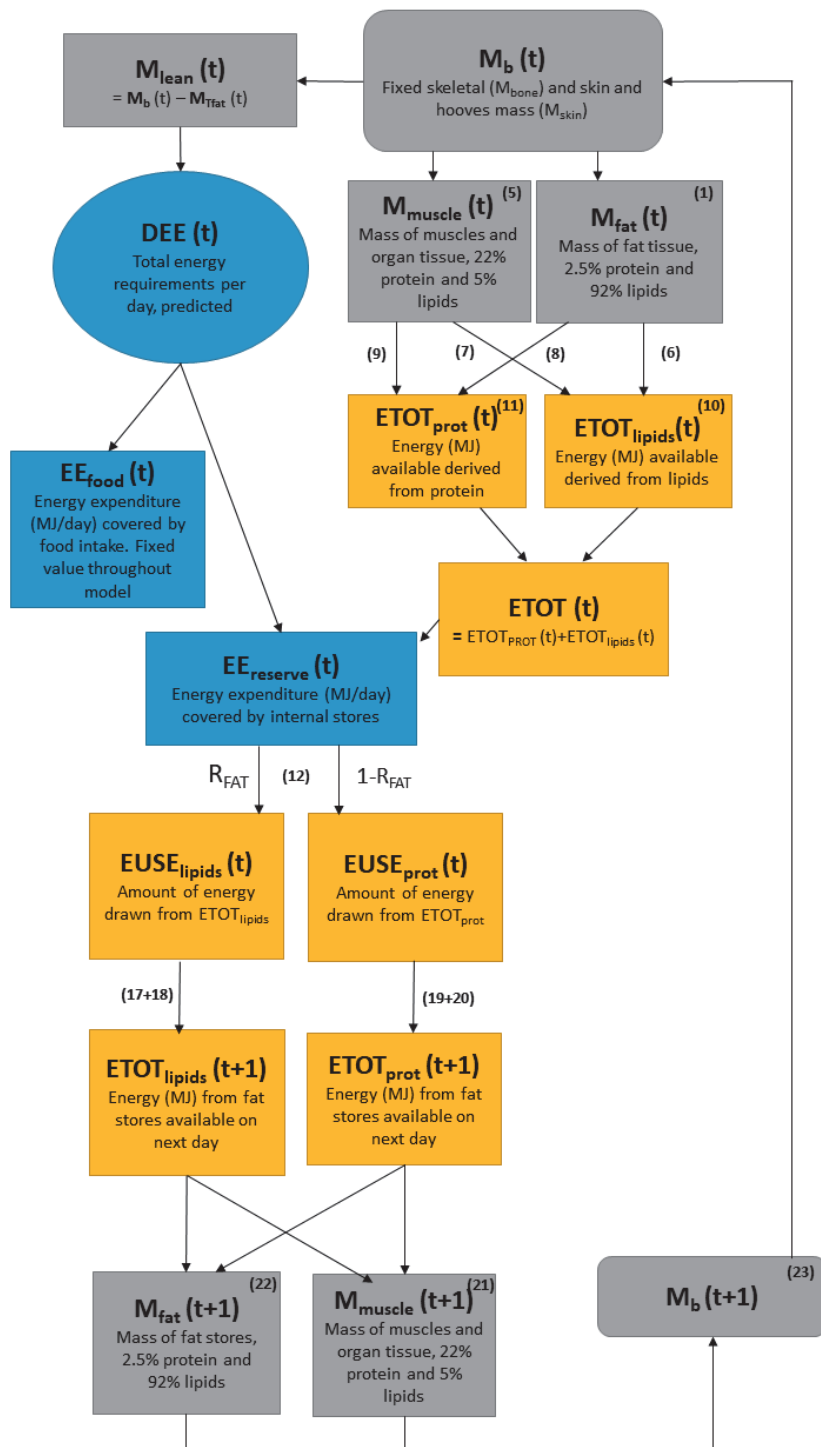 M_lean (t)
= M_b (t) – M_Tfat (t)
M_b (t)
Fixed skeletal (M_bone) and skin and
hooves mass (M_skin)
DEE (t)
Total energy
requirements per
day, predicted
M_muscle (t) (5)
Mass of muscles and
organ tissue, 22%
protein and 5%
lipids
M_fat (t) (1)
Mass of fat tissue,
2.5% protein and
92% lipids
(9) (7) (8) (6)
ETOT_prot (t) (11)
Energy (MJ)
available derived
from protein
ETOT_lipids(t) (10)
Energy (MJ) available
derived from lipids
EE_food (t)
Energy expenditure
(MJ/day) covered by
food intake. Fixed
value throughout
model
ETOT (t)
= ETOT_PROT (t)+ETOT_lipids (t)
EE_reserve (t)
Energy expenditure (MJ/day)
covered by internal stores
R_FAT (12) 1-R_FAT
EUSE_lipids (t)
Amount of energy
drawn from ETOT_lipids
EUSE_prot (t)
Amount of energy
drawn from ETOT_prot
(17+18) (19+20)
ETOT_lipids (t+1)
Energy (MJ) from fat
stores available on
next day
ETOT_prot (t+1)
Energy (MJ) from fat
stores available on
next day
M_fat (t+1) (22)
Mass of fat stores,
2.5% protein and
92% lipids
M_muscle (t+1) (21)
Mass of muscles and
organ tissue, 22%
protein and 5%
lipids
M_b (t+1) (23)